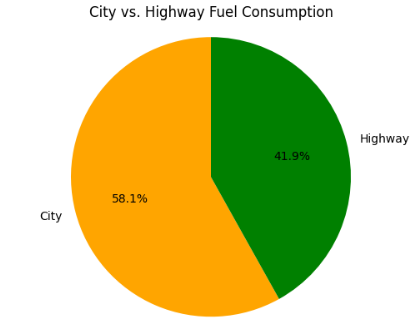 City vs. Highway Fuel Consumption
Highway
41.9%
58.1%
City